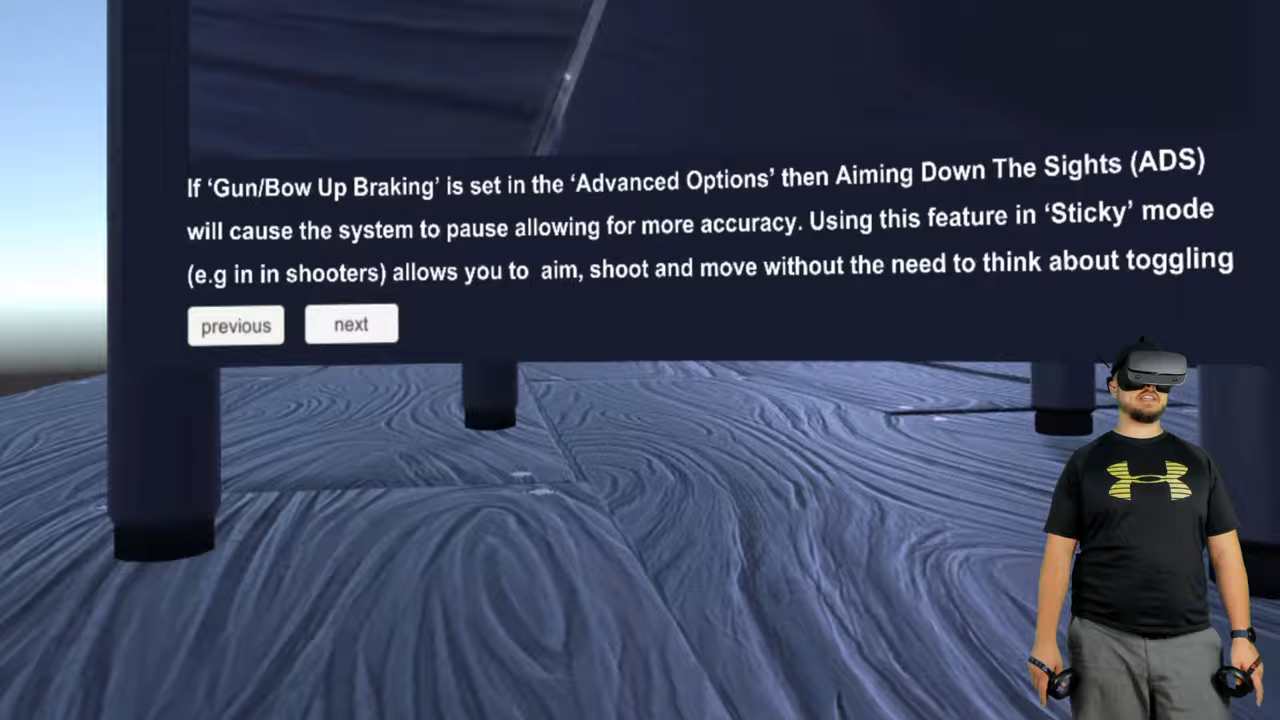 If ‘Gun/Bow Up Braking’ is set in the ‘Advanced Options’ then Aiming Down The Sights (ADS)
will cause the system to pause allowing for more accuracy. Using this feature in ‘Sticky’ mode
(e.g in in shooters) allows you to aim, shoot and move without the need to think about toggling
previous
next